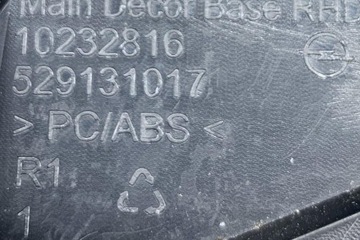 Main Decor Base RHD
10232816
529131017
> PC/ABS <
R1
1